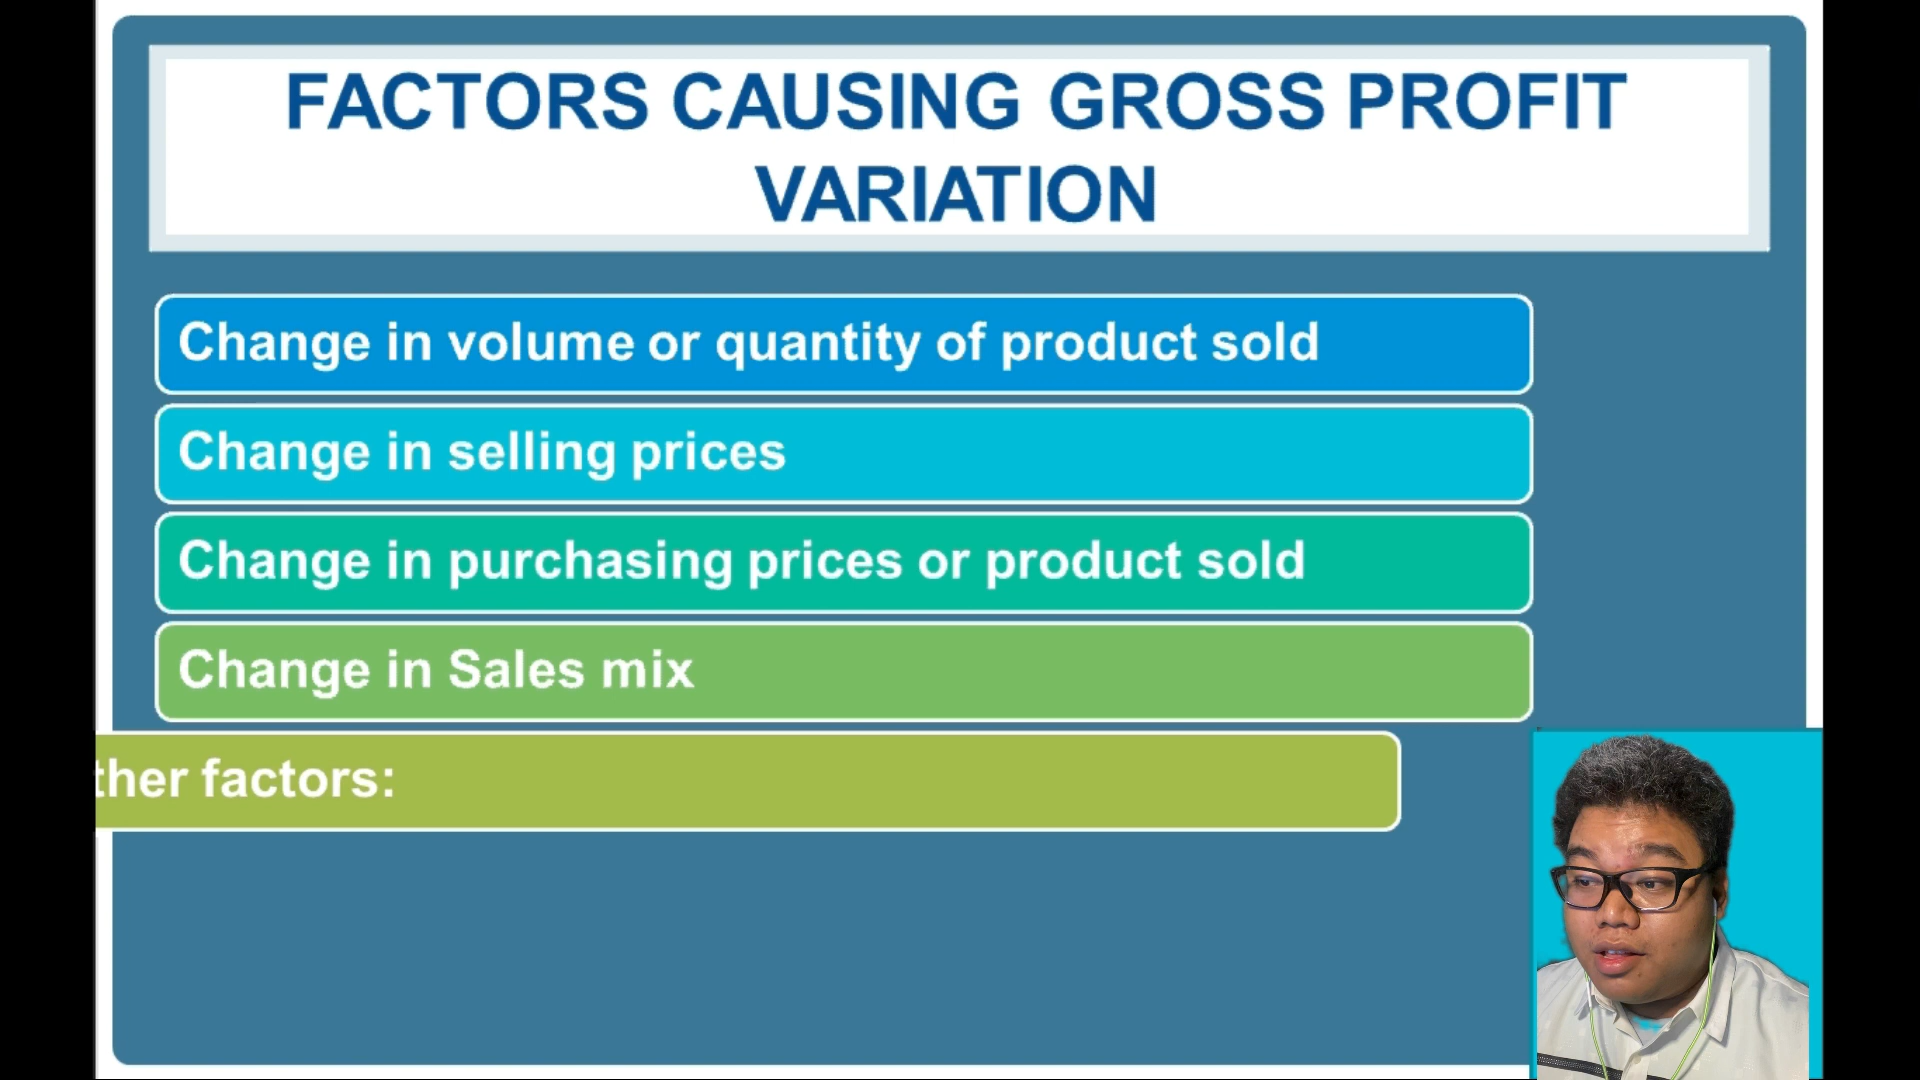 FACTORS CAUSING GROSS PROFIT
VARIATION
Change in volume or quantity of product sold
Change in selling prices
Change in purchasing prices or product sold
Change in Sales mix
ther factors: